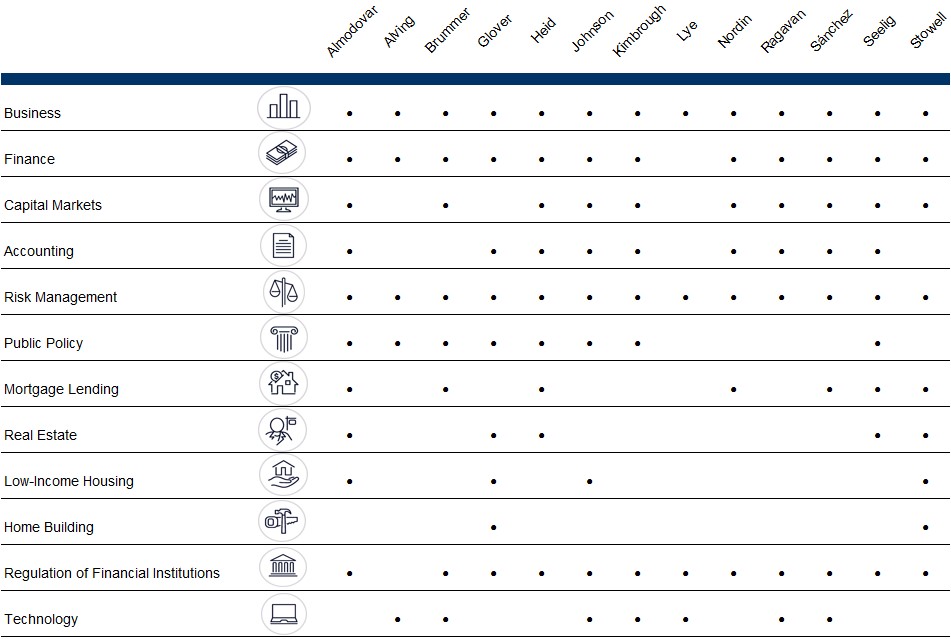 Almodovar Alving Brummer Glover Heid Johnson Kimbrough Lye Nordin Ragavan Sánchez Seelig Stowell
Business • • • • • • • • • • • • •
Finance • • • • • • • • • • • •
Capital Markets • • • • • • • • • •
Accounting • • • • • • • • •
Risk Management • • • • • • • • • • • • •
Public Policy • • • • • • • •
Mortgage Lending • • • • • • •
Real Estate • • • • •
Low-Income Housing • • • •
Home Building • •
Regulation of Financial Institutions • • • • • • • • • • • •
Technology • • • • • • •